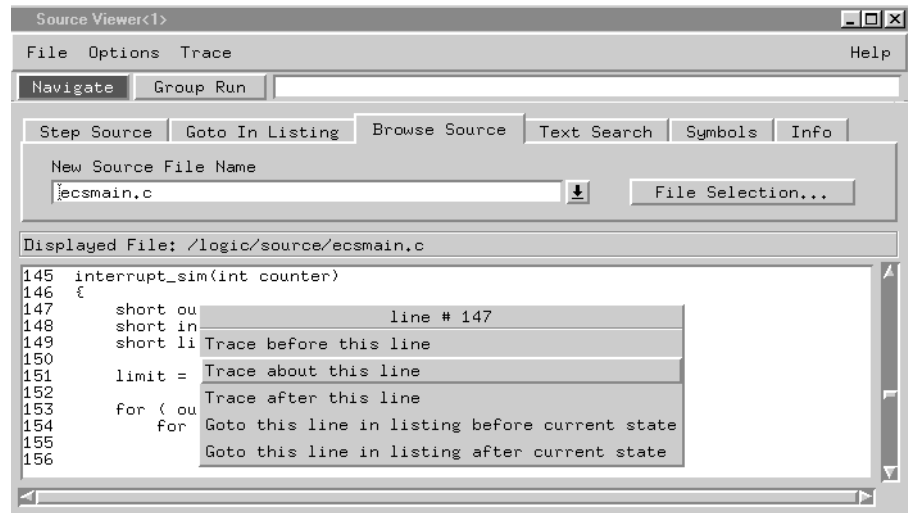 Source Viewer<1>
File Options Trace Help
Navigate Group Run
Step Source Goto In Listing Browse Source Text Search Symbols Info
New Source File Name
ecsmain.c File Selection...
Displayed File: /logic/source/ecsmain.c
145 interrupt_sim(int counter)
146 {
147 short ou
148 short in
149 short li
150
151 limit =
152
153 for ( ou
154 for
155
156
line # 147
Trace before this line
Trace about this line
Trace after this line
Goto this line in listing before current state
Goto this line in listing after current state